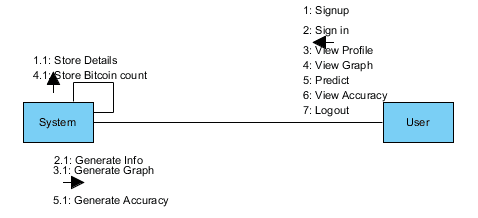 1: Signup
2: Sign in
3: View Profile
4: View Graph
5: Predict
6: View Accuracy
7: Logout
1.1: Store Details
4.1: Store Bitcoin count
System
User
2.1: Generate Info
3.1: Generate Graph
5.1: Generate Accuracy